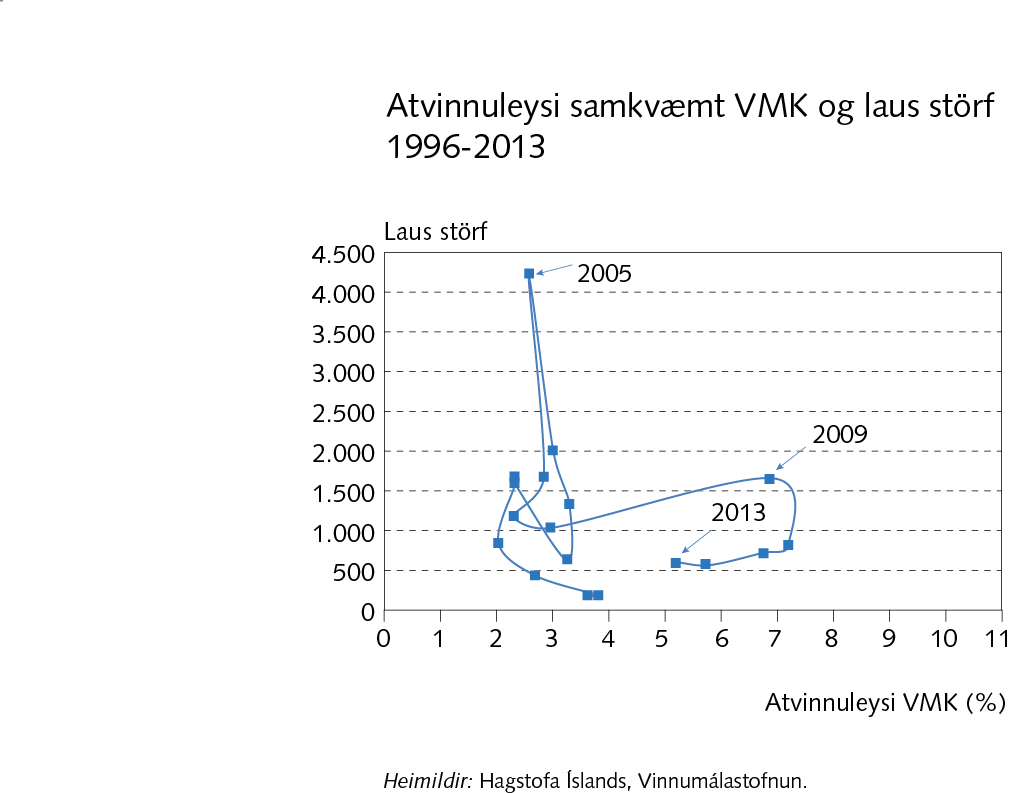 Atvinnuleysi samkvæmt VMK og laus störf
1996-2013
Laus störf
4.500
4.000
3.500
3.000
2.500
2.000
1.500
1.000
500
0
2005
2009
2013
0 1 2 3 4 5 6 7 8 9 10 11
Atvinnuleysi VMK (%)
Heimildir: Hagstofa Íslands, Vinnumálastofnun.